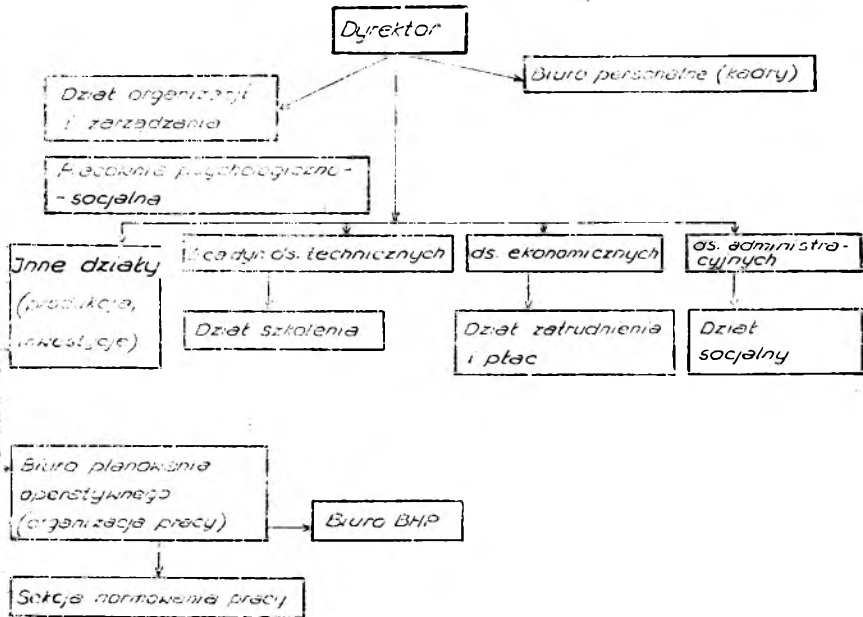 Dyrektor
Biuro personalne (kadry)
Dział organizacji
i zarządzania
Pracownia psychologiczno-
- socjalna
Inne działy
(produkcja,
inwestycje)
Z-ca dyr. ds. technicznych
ds. ekonomicznych
ds. administra-
cyjnych
Dział szkolenia
Dział zatrudnienia
i płac
Dział
socjalny
Biuro planowania
operatywnego
(organizacja pracy)
Biuro BHP
Sekcja normowania pracy